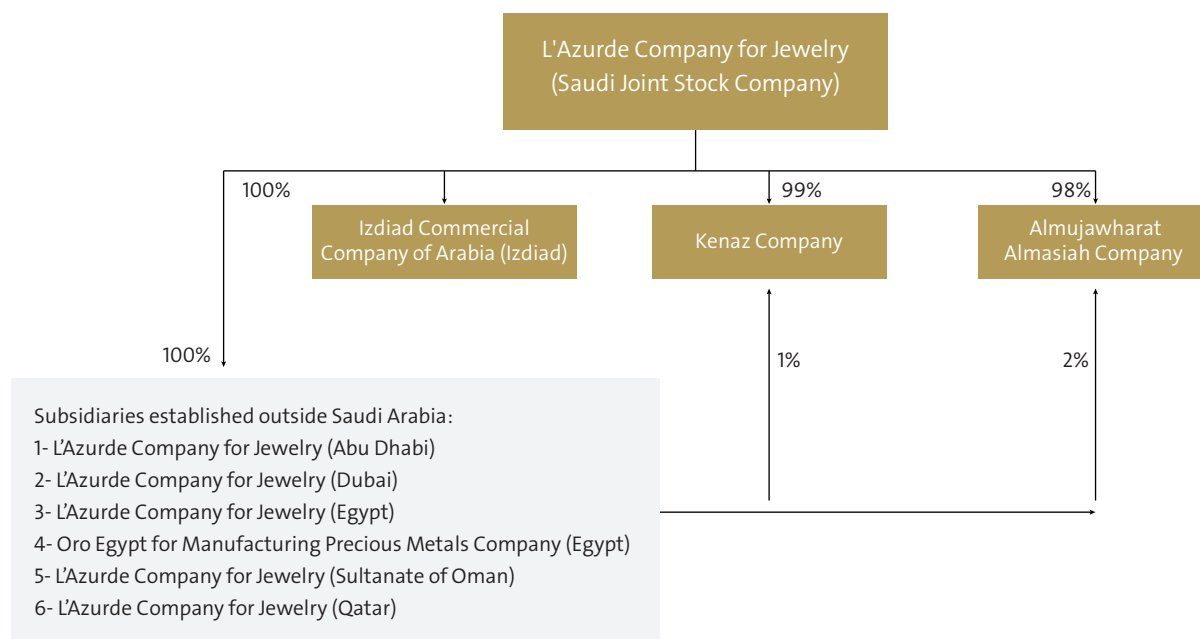 L'Azurde Company for Jewelry
(Saudi Joint Stock Company)
100%
99%
98%
Izdiad Commercial
Company of Arabia (Izdiad)
Kenaz Company
Almujawharat
Almasiah Company
100%
1%
2%
Subsidiaries established outside Saudi Arabia:
1- L’Azurde Company for Jewelry (Abu Dhabi)
2- L’Azurde Company for Jewelry (Dubai)
3- L’Azurde Company for Jewelry (Egypt)
4- Oro Egypt for Manufacturing Precious Metals Company (Egypt)
5- L’Azurde Company for Jewelry (Sultanate of Oman)
6- L’Azurde Company for Jewelry (Qatar)